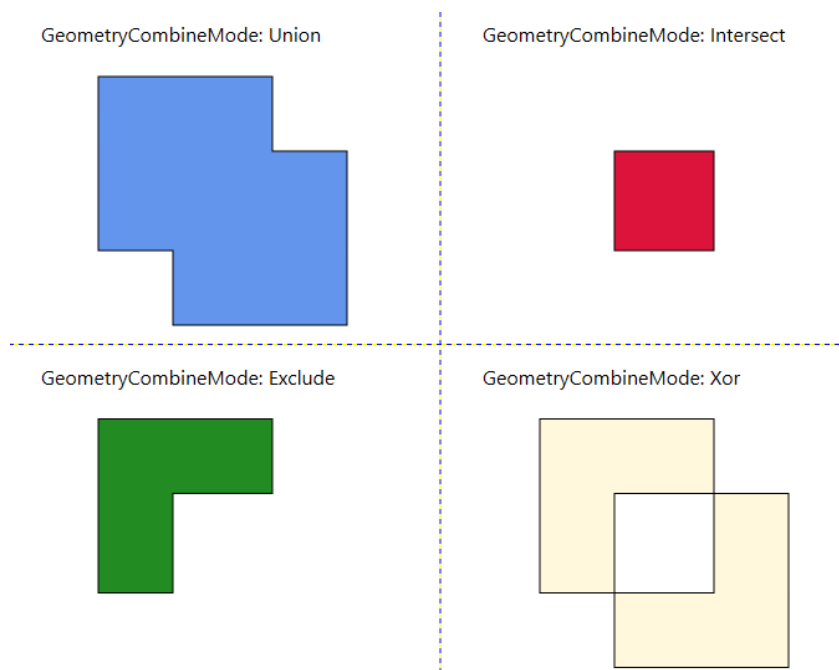 GeometryCombineMode: Union
GeometryCombineMode: Intersect
GeometryCombineMode: Exclude
GeometryCombineMode: Xor